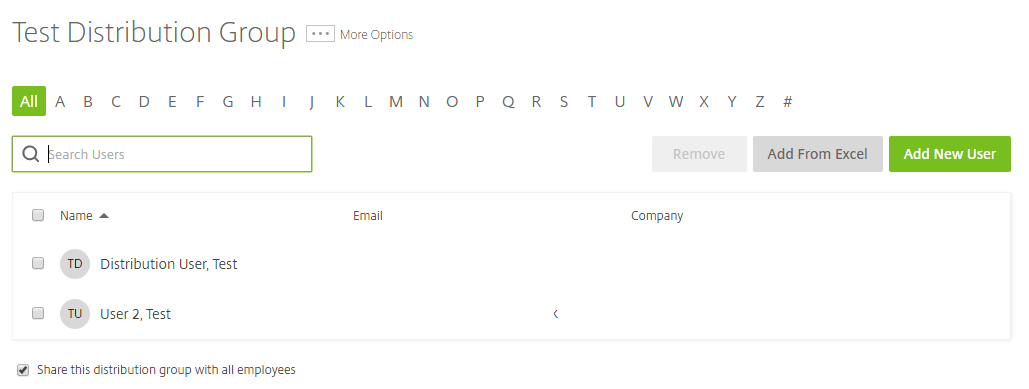 Test Distribution Group ••• More Options
All A B C D E F G H I J K L M N O P Q R S T U V W X Y Z #
Search Users Remove Add From Excel Add New User
Name Email Company
TD Distribution User, Test
TU User 2, Test
Share this distribution group with all employees